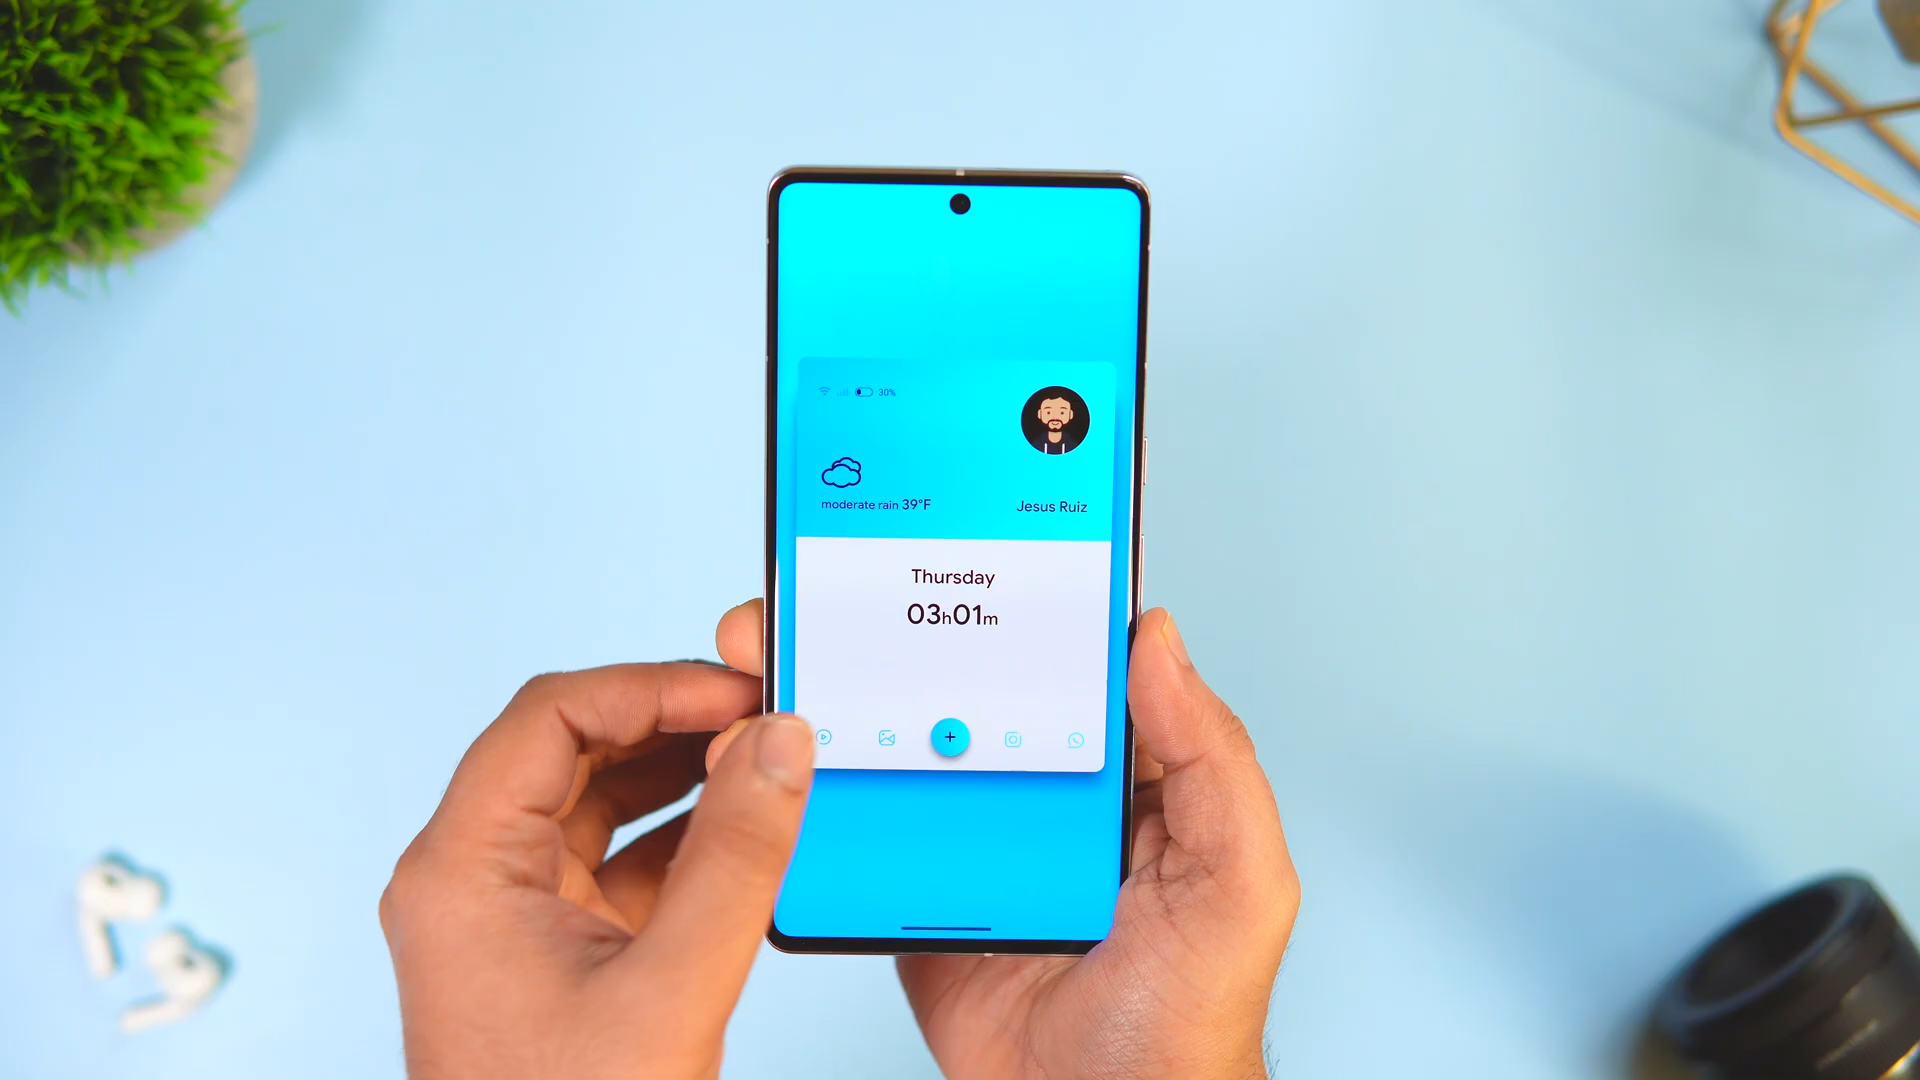 30%
moderate rain 39°F
Jesus Ruiz
Thursday
03h01m
+